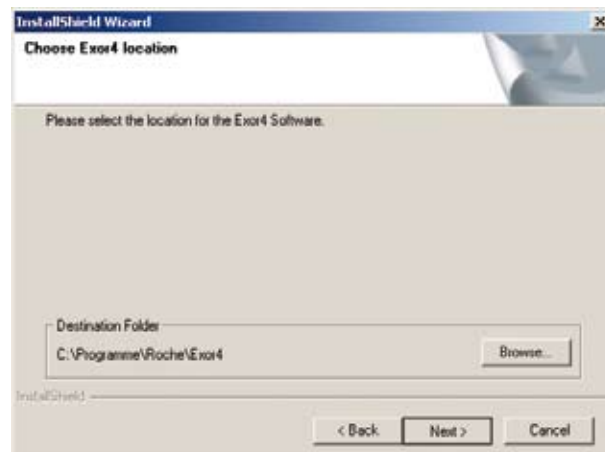 InstallShield Wizard
Choose Exor4 location
Please select the location for the Exor4 Software.
Destination Folder
C:\Programme\Roche\Exor4
Browse...
InstallShield
< Back
Next >
Cancel